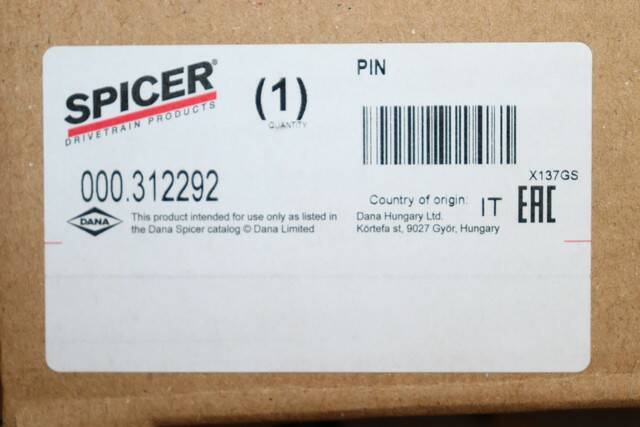 SPICER®
DRIVETRAIN PRODUCTS
(1)
QUANTITY
PIN
000.312292
X137GS
DANA
This product intended for use only as listed in
the Dana Spicer catalog © Dana Limited
Country of origin: IT
Dana Hungary Ltd.
Körtefa st, 9027 Győr, Hungary
EAC